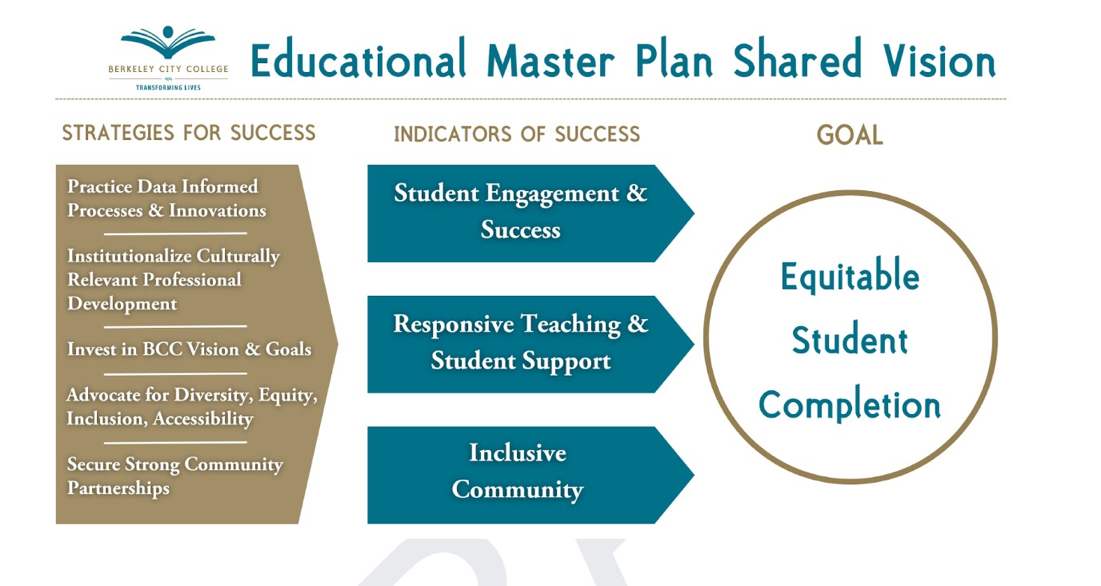 BERKELEY CITY COLLEGE
TRANSFORMING LIVES
Educational Master Plan Shared Vision
STRATEGIES FOR SUCCESS
Practice Data Informed
Processes & Innovations
Institutionalize Culturally
Relevant Professional
Development
Invest in BCC Vision & Goals
Advocate for Diversity, Equity,
Inclusion, Accessibility
Secure Strong Community
Partnerships
INDICATORS OF SUCCESS
Student Engagement &
Success
Responsive Teaching &
Student Support
Inclusive
Community
GOAL
Equitable
Student
Completion